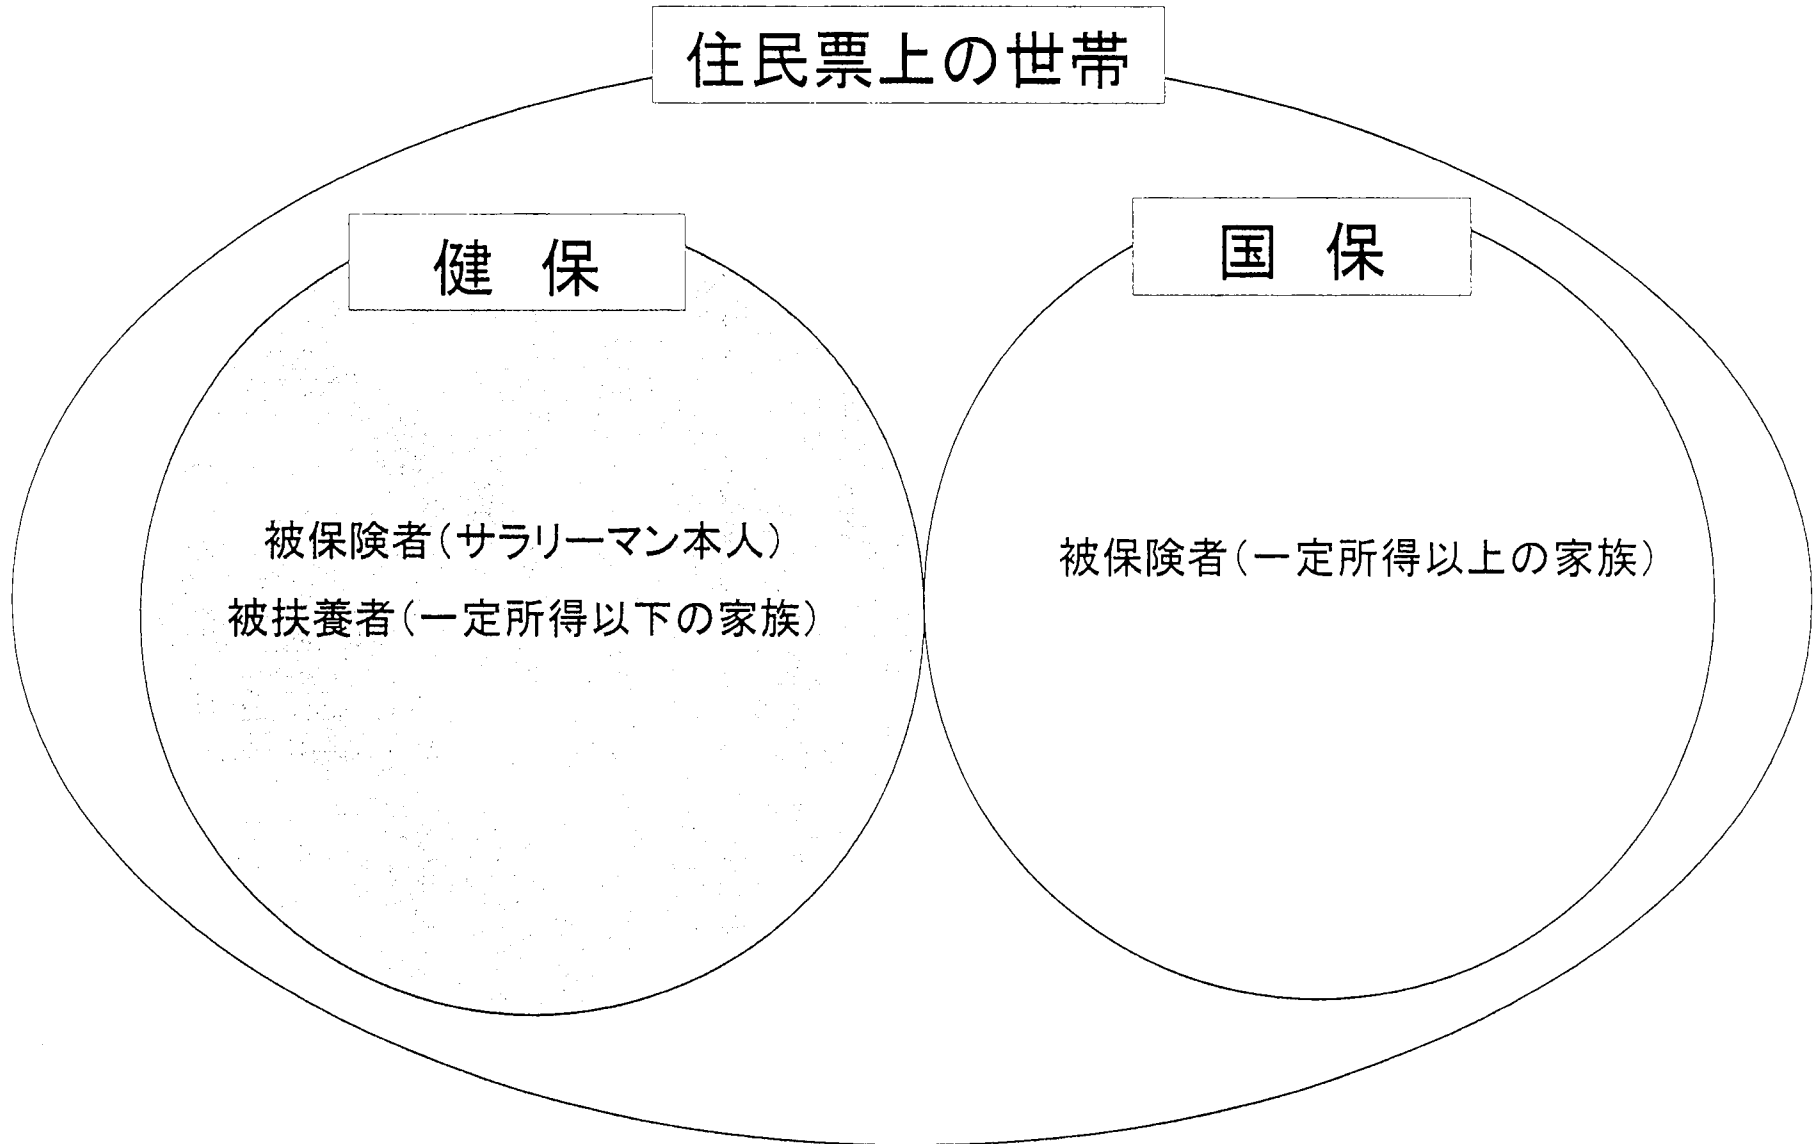 住民票上の世帯
健 保
国 保
被保険者(サラリーマン本人)
被扶養者(一定所得以下の家族)
被保険者(一定所得以上の家族)